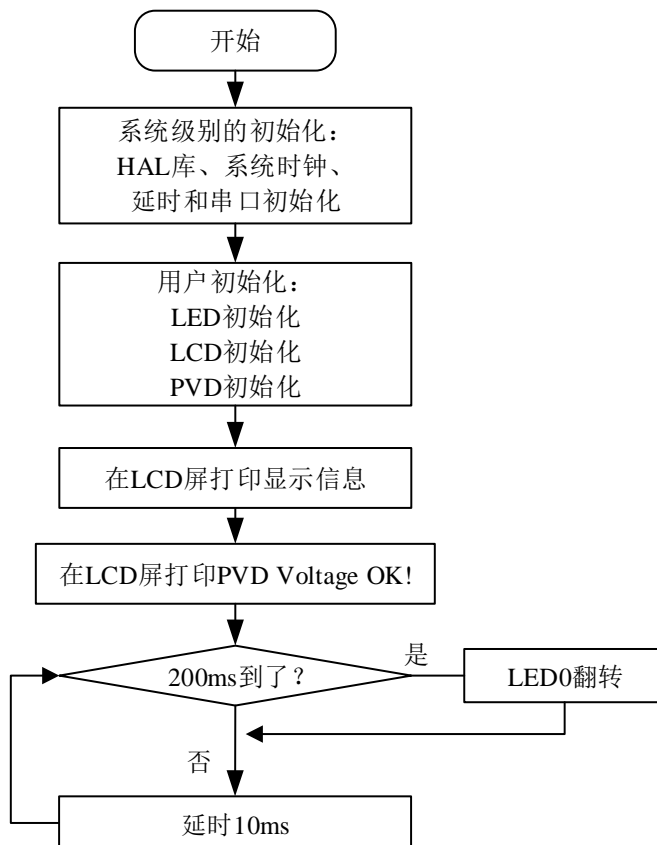 开始
系统级别的初始化：
HAL库、系统时钟、
延时和串口初始化
用户初始化：
LED初始化
LCD初始化
PVD初始化
在LCD屏打印显示信息
在LCD屏打印PVD Voltage OK!
200ms到了？
是
LED0翻转
否
延时10ms